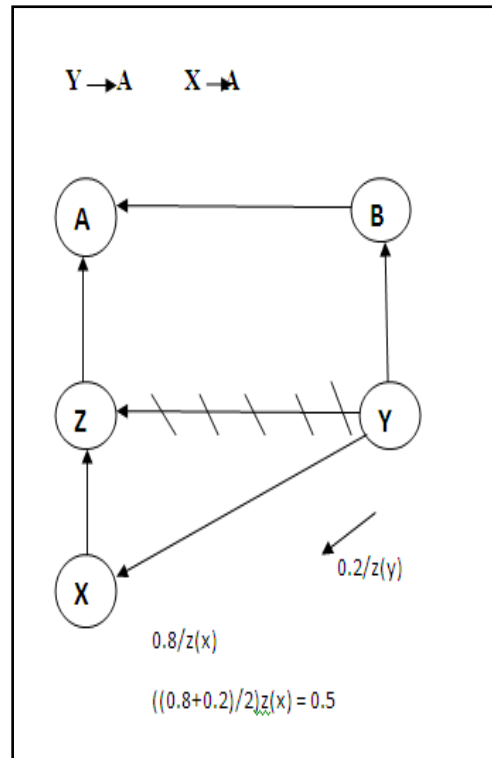 Y→A X→A
A B
Z Y
X
0.2/z(y)
0.8/z(x)
((0.8+0.2)/2)z(x) = 0.5